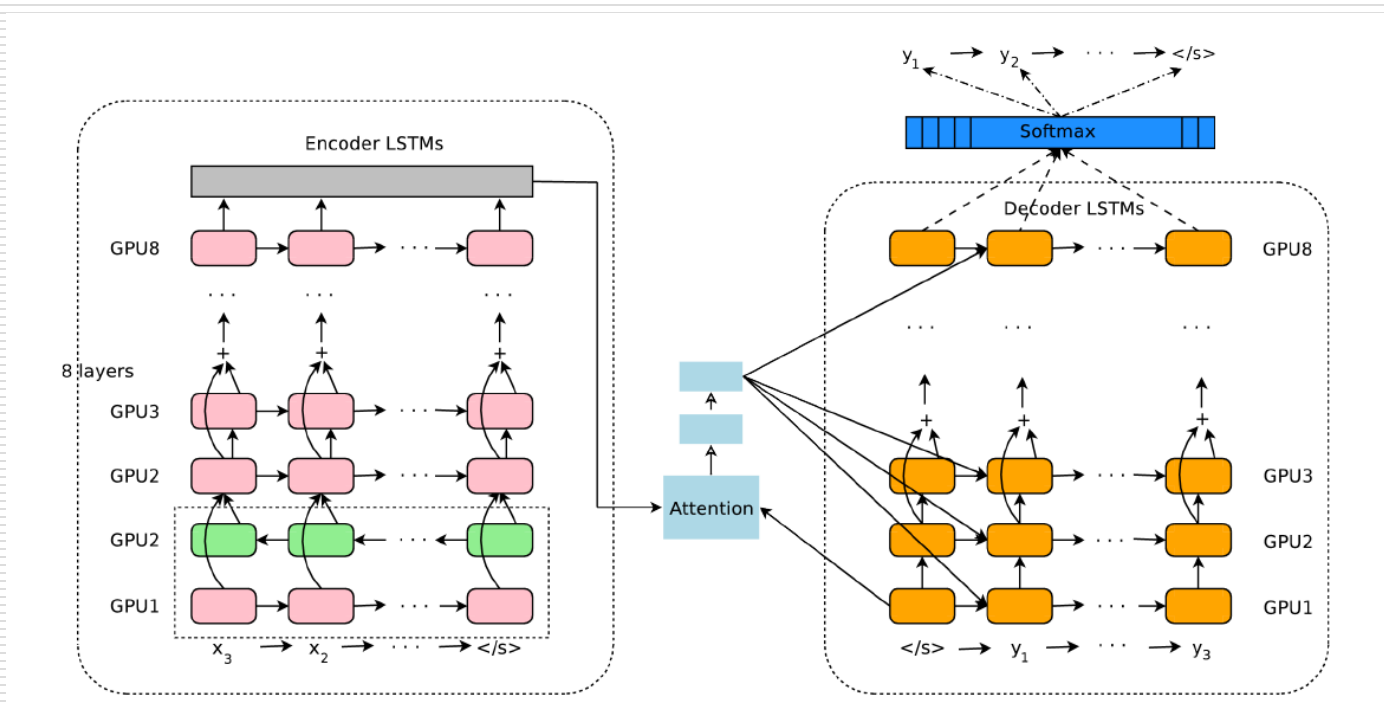 y1 y2 ... </s>
Softmax
Encoder LSTMs
Decoder LSTMs
GPU8 ...
... GPU8
... ... ...
... ... ...
+ + +
8 layers
GPU3 ...
+ + +
GPU2 ...
... GPU3
Attention
GPU2 ...
... GPU2
GPU1 ...
... GPU1
x3 x2 ... </s>
</s> y1 ... y3